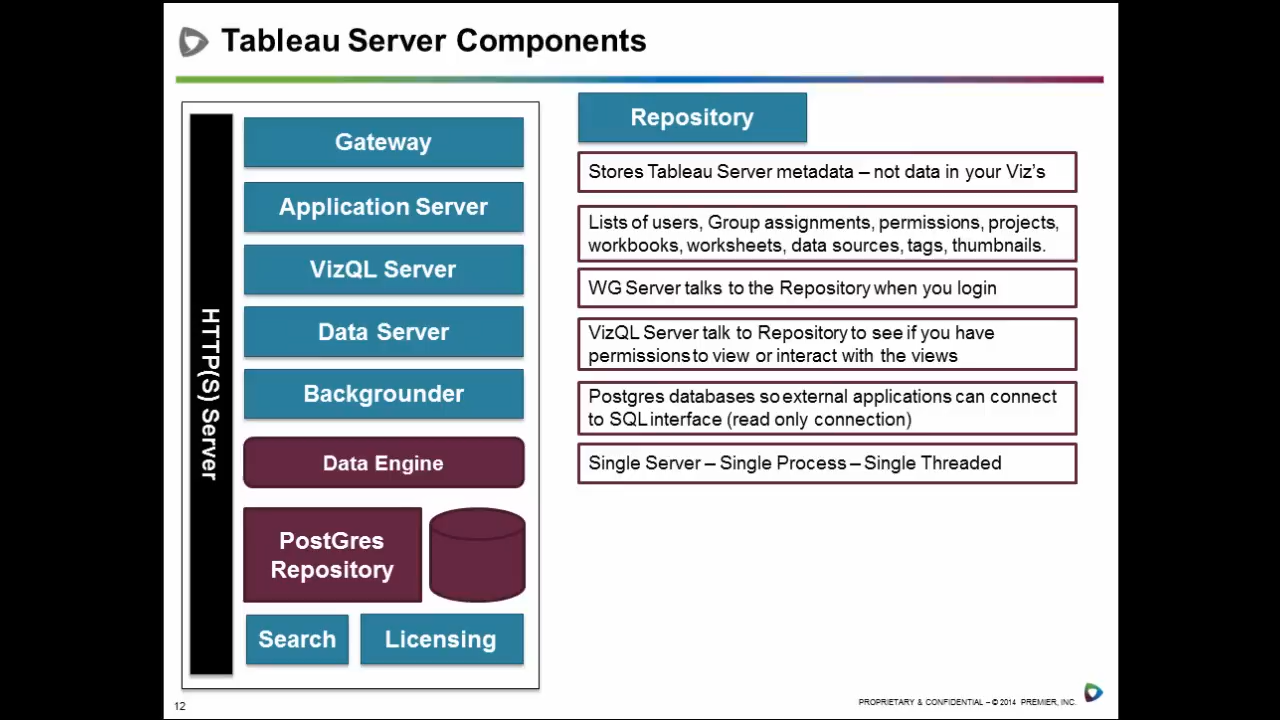 Tableau Server Components
HTTP(S) Server
Gateway
Application Server
VizQL Server
Data Server
Backgrounder
Data Engine
PostGres
Repository
Search
Licensing
Repository
Stores Tableau Server metadata – not data in your Viz's
Lists of users, Group assignments, permissions, projects,
workbooks, worksheets, data sources, tags, thumbnails.
WG Server talks to the Repository when you login
VizQL Server talk to Repository to see if you have
permissions to view or interact with the views
Postgres databases so external applications can connect
to SQL interface (read only connection)
Single Server – Single Process – Single Threaded
12
PROPRIETARY & CONFIDENTIAL – © 2014 PREMIER, INC.